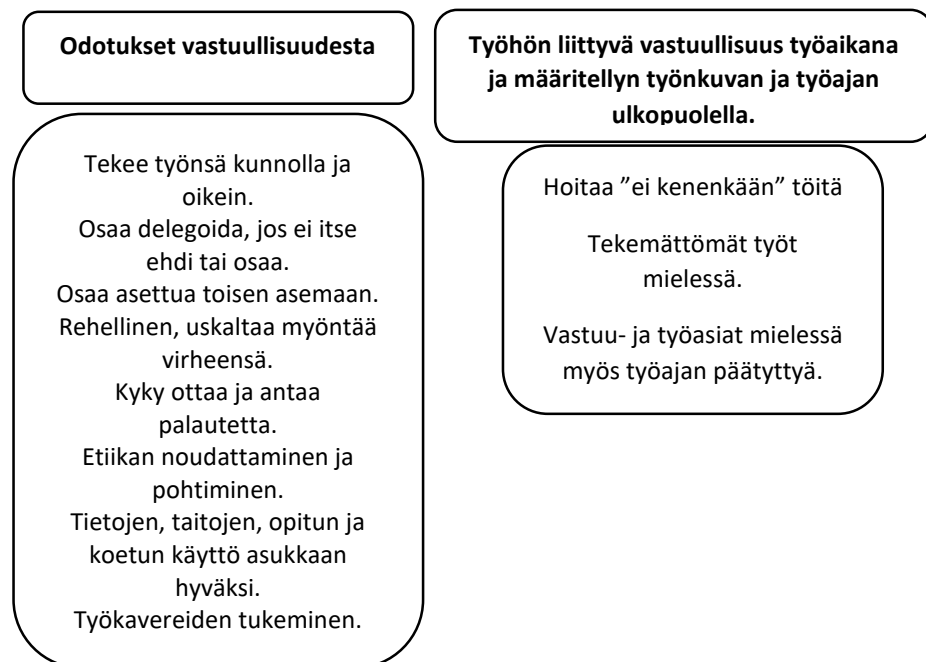 Odotukset vastuullisuudesta
Tekee työnsä kunnolla ja
oikein.
Osaa delegoida, jos ei itse
ehdi tai osaa.
Osaa asettua toisen asemaan.
Rehellinen, uskaltaa myöntää
virheensä.
Kyky ottaa ja antaa
palautetta.
Etiikan noudattaminen ja
pohtiminen.
Tietojen, taitojen, opitun ja
koetun käyttö asukkaan
hyväksi.
Työkavereiden tukeminen.
Työhön liittyvä vastuullisuus työaikana
ja määritellyn työnkuvan ja työajan
ulkopuolella.
Hoitaa ”ei kenenkään” töitä
Tekemättömät työt
mielessä.
Vastuu- ja työasiat mielessä
myös työajan päätyttyä.